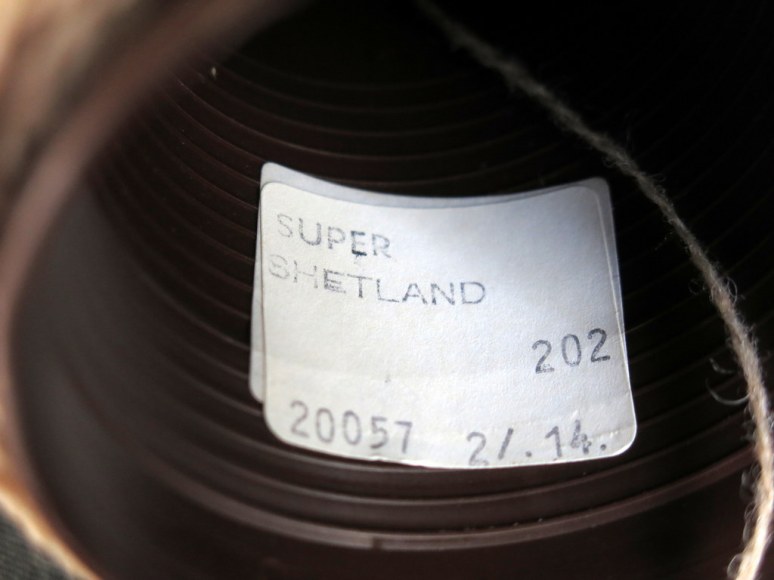 SUPER
SHETLAND
202
20057 2/.14.